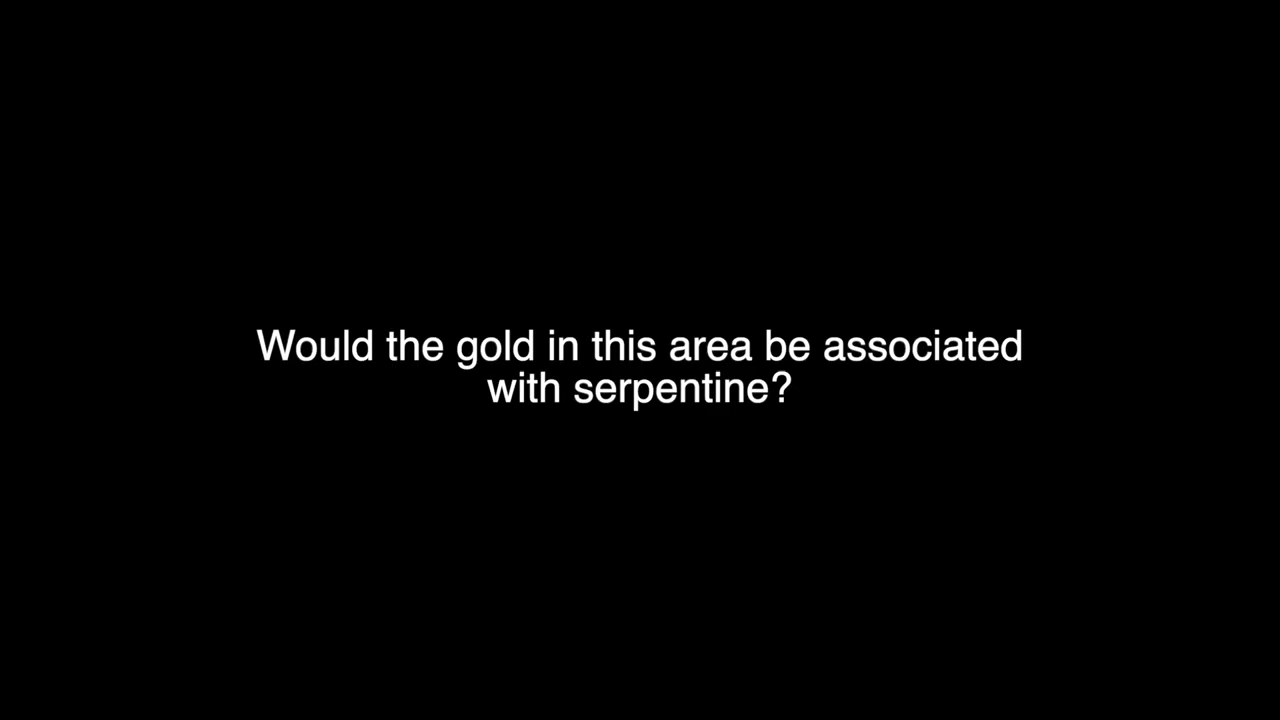 Would the gold in this area be associated
with serpentine?